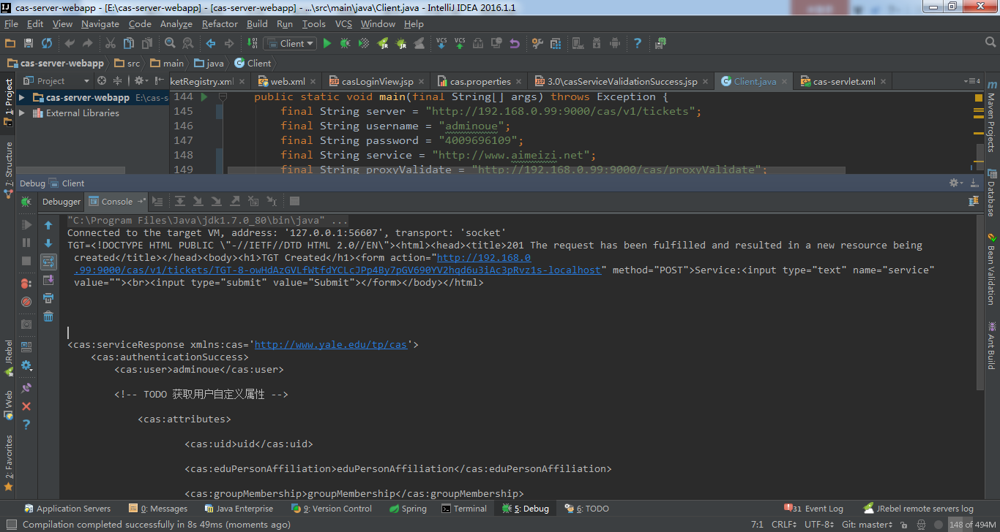 cas-server-webapp - [E:\cas-server-webapp] - [cas-server-webapp] - ...\src\main\java\Client.java - IntelliJ IDEA 2016.1.1
File Edit View Navigate Code Analyze Refactor Build Run Tools VCS Window Help
Client
cas-server-webapp src main java Client
Project ketRegistry.xml web.xml casLoginView.jsp cas.properties 3.0\casServiceValidationSuccess.jsp Client.java cas-servlet.xml
cas-server-webapp E:\cas-s
External Libraries
144 public static void main(final String[] args) throws Exception {
145 final String server = "http://192.168.0.99:9000/cas/v1/tickets";
146 final String username = "adminoue";
147 final String password = "4009696109";
148 final String service = "http://www.aimeizi.net";
149 final String proxyValidate = "http://192.168.0.99:9000/cas/proxyValidate";
1: Project
7: Structure
JRebel
Web
2: Favorites
Maven Projects
Database
Bean Validation
Ant Build
Debug Client
Debugger Console
"C:\Program Files\Java\jdk1.7.0_80\bin\java" ...
Connected to the target VM, address: '127.0.0.1:56607', transport: 'socket'
TGT=<!DOCTYPE HTML PUBLIC \"-//IETF//DTD HTML 2.0//EN\"><html><head><title>201 The request has been fulfilled and resulted in a new resource being
created</title></head><body><h1>TGT Created</h1><form action="http://192.168.0
.99:9000/cas/v1/tickets/TGT-8-owHdAzGVLfWtfdYCLcJPp4By7pGV690YV2hqd6u3iAc3pRvz1s-localhost" method="POST">Service:<input type="text" name="service"
value=""><br><input type="submit" value="Submit"></form></body></html>
<cas:serviceResponse xmlns:cas='http://www.yale.edu/tp/cas'>
<cas:authenticationSuccess>
<cas:user>adminoue</cas:user>
<!-- TODO 获取用户自定义属性 -->
<cas:attributes>
<cas:uid>uid</cas:uid>
<cas:eduPersonAffiliation>eduPersonAffiliation</cas:eduPersonAffiliation>
<cas:groupMembership>groupMembership</cas:groupMembership>
Application Servers 0: Messages Java Enterprise 9: Version Control Spring Terminal 5: Debug 6: TODO 31 Event Log JRebel remote servers log
Compilation completed successfully in 8s 49ms (moments ago) 7:1 CRLF UTF-8 Git: master 148 of 494M